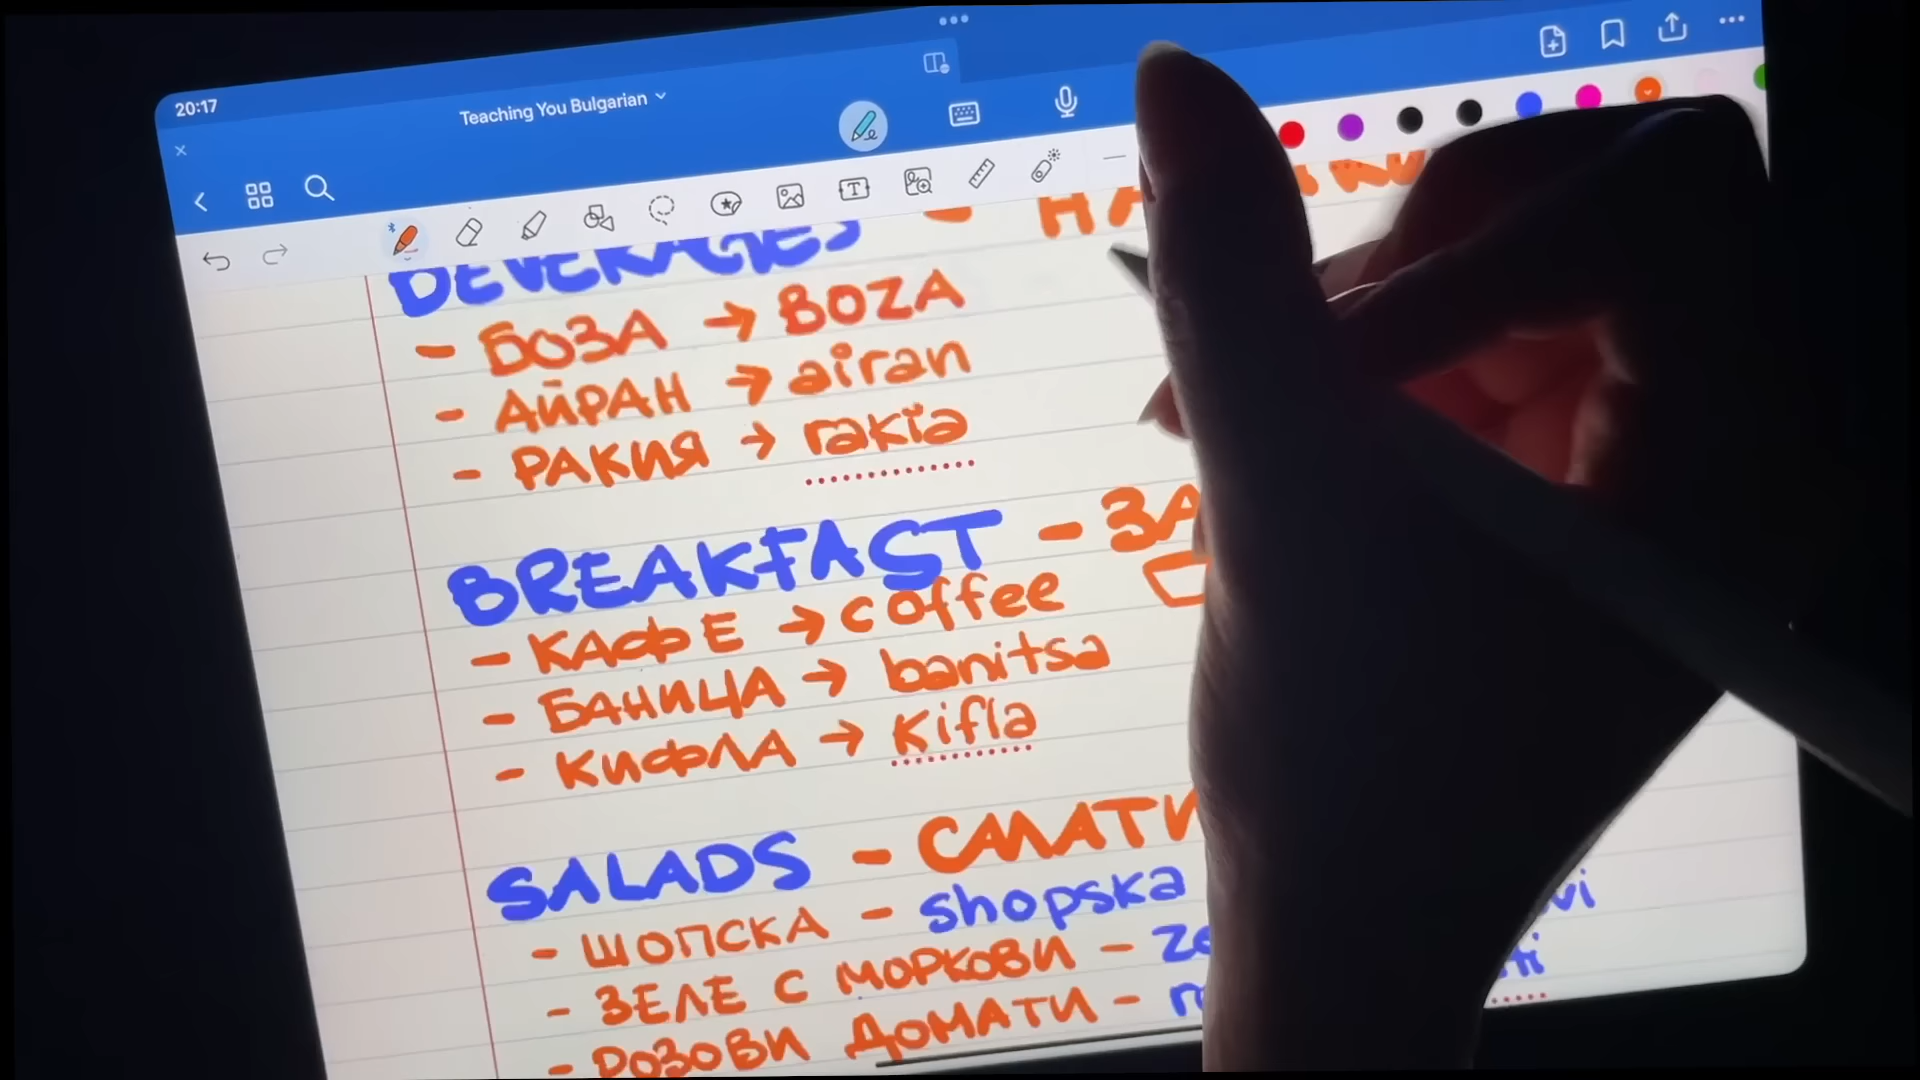 20:17
Teaching You Bulgarian
BEVERAGES -
- БОЗА → BOZA
- АЙРАН → airan
- РАКИЯ → rakia
BREAKFAST -
- КАФЕ → coffee
- БАНИЦА → banitsa
- КИФЛА → Kifla
SALADS - САЛАТИ
- ШОПСКА - shopska
- ЗЕЛЕ С МОРКОВИ -
- РОЗОВИ ДОМАТИ -